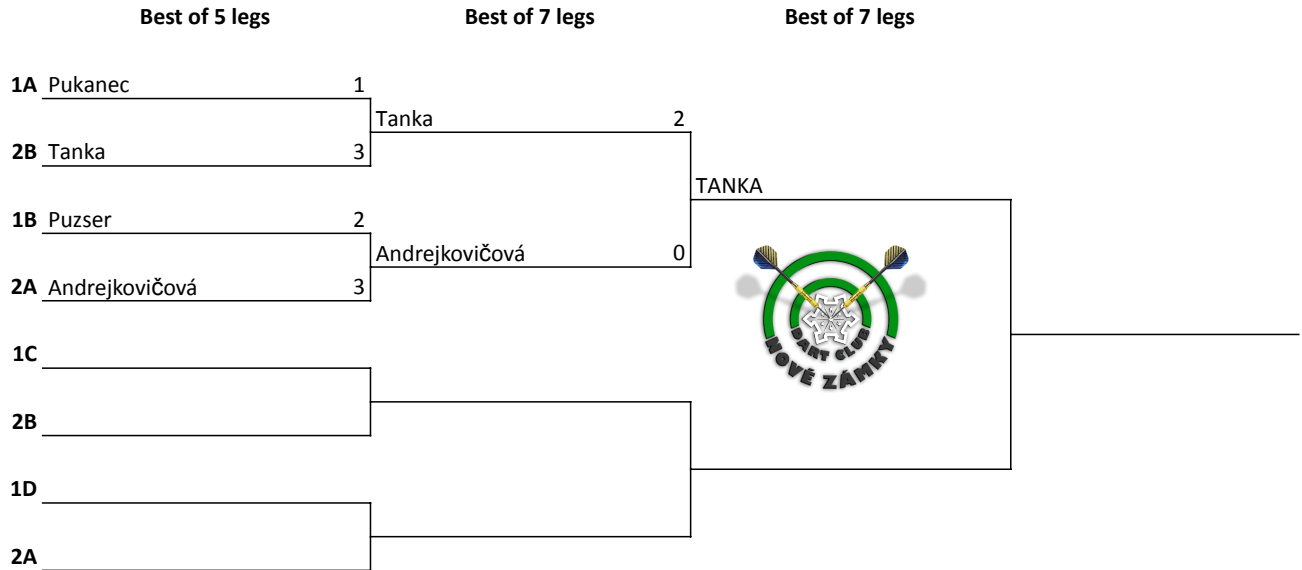 Best of 5 legs Best of 7 legs Best of 7 legs
1A Pukanec 1
Tanka 2
2B Tanka 3
TANKA
1B Puzser 2
Andrejkovičová 0
2A Andrejkovičová 3
DART CLUB
NOVÉ ZÁMKY
1C
2B
1D
2A